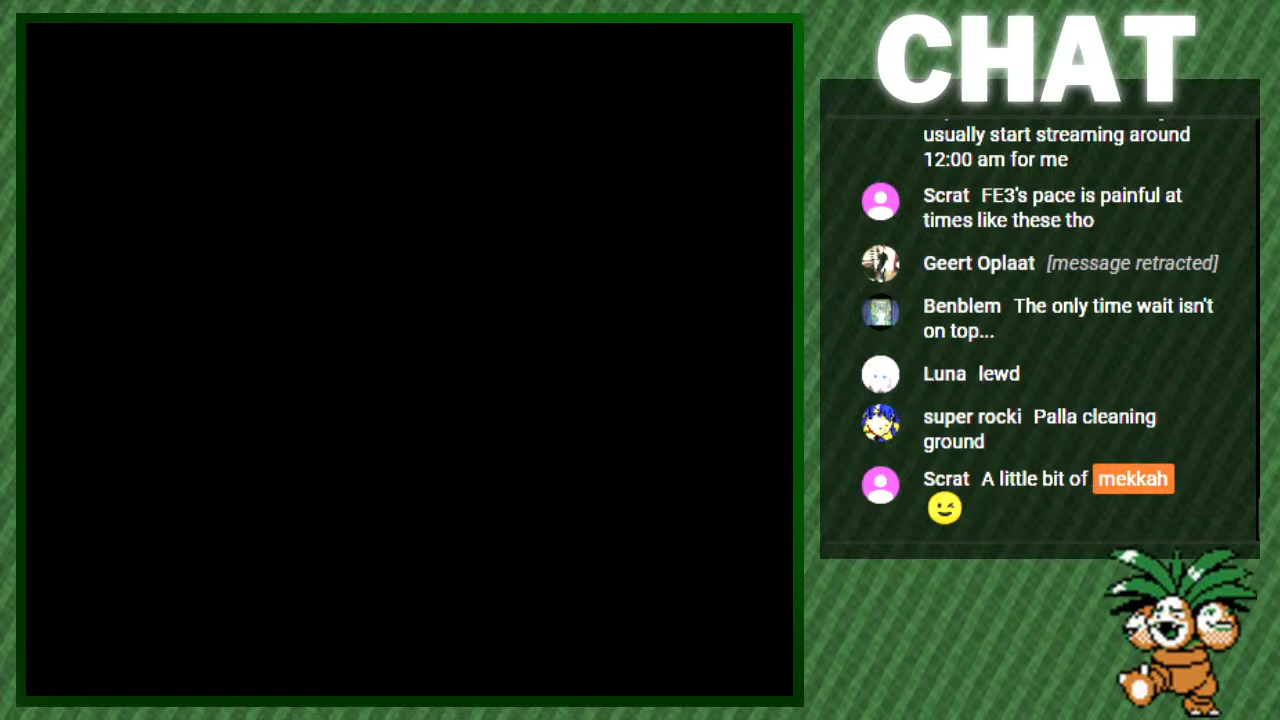 CHAT
usually start streaming around
12:00 am for me
Scrat FE3's pace is painful at
times like these tho
Geert Oplaat [message retracted]
Benblem The only time wait isn't
on top...
Luna lewd
super rocki Palla cleaning
ground
Scrat A little bit of mekkah